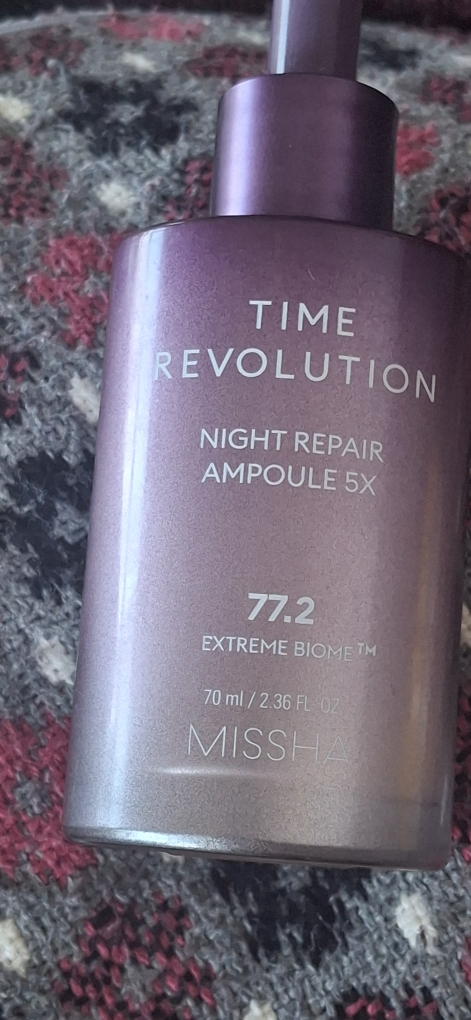 TIME
REVOLUTION
NIGHT REPAIR
AMPOULE 5X
77.2
EXTREME BIOME™
70 ml / 2.36 FL. OZ
MISSHA